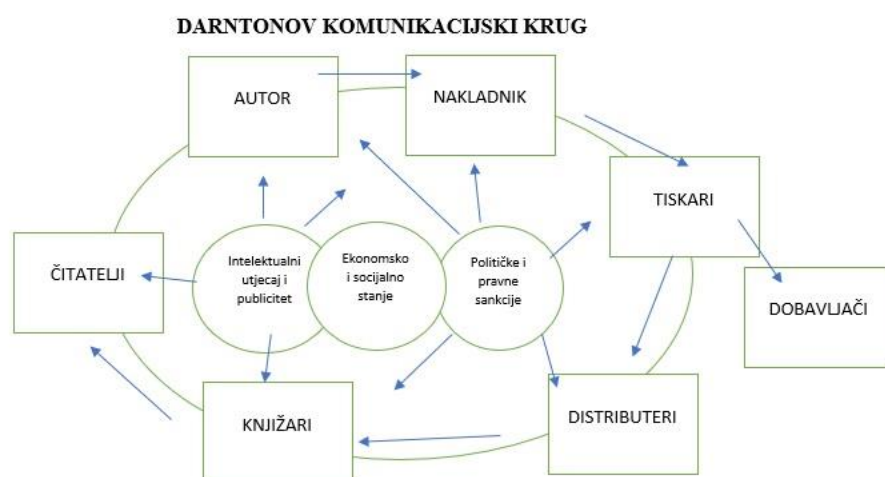 DARNTONOV KOMUNIKACIJSKI KRUG
AUTOR
NAKLADNIK
TISKARI
ČITATELJI
Intelektualni
utjecaj i
publicitet
Ekonomsko
i socijalno
stanje
Političke i
pravne
sankcije
DOBAVLJAČI
KNJIŽARI
DISTRIBUTERI